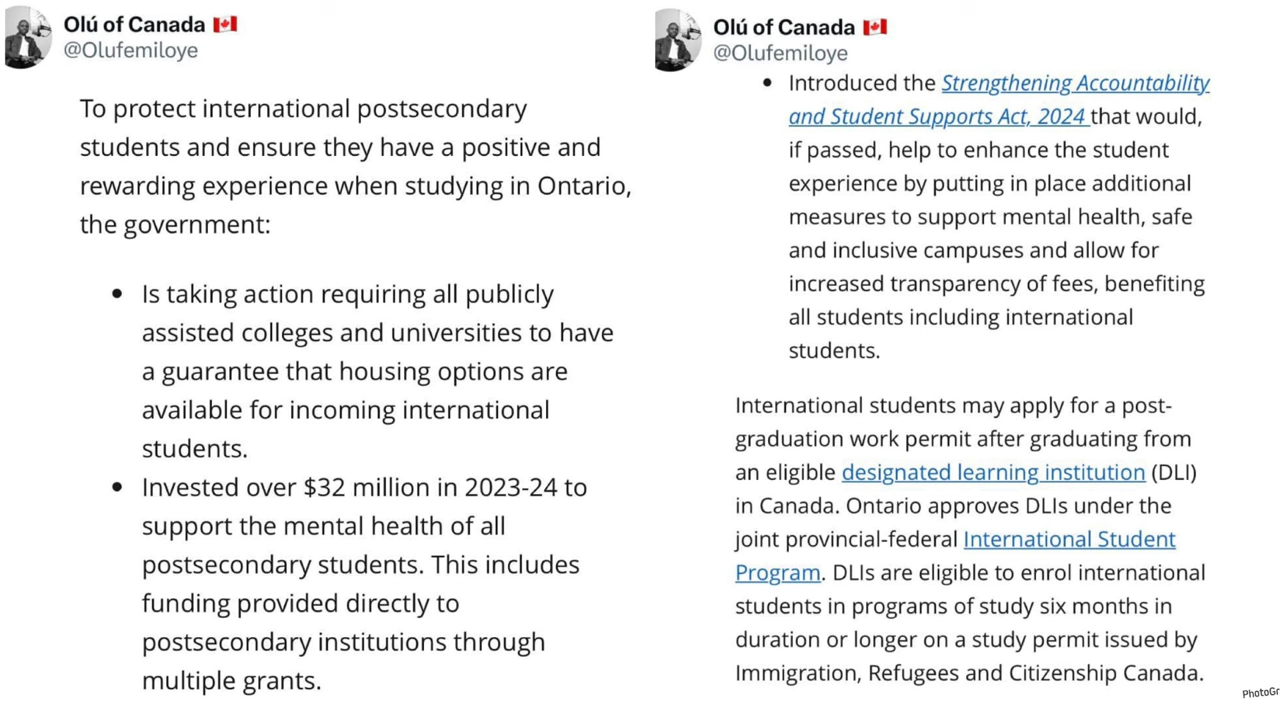 Olú of Canada 🇨🇦
@Olufemiloye
To protect international postsecondary
students and ensure they have a positive and
rewarding experience when studying in Ontario,
the government:
• Is taking action requiring all publicly
assisted colleges and universities to have
a guarantee that housing options are
available for incoming international
students.
• Invested over $32 million in 2023-24 to
support the mental health of all
postsecondary students. This includes
funding provided directly to
postsecondary institutions through
multiple grants.
Olú of Canada 🇨🇦
@Olufemiloye
• Introduced the Strengthening Accountability
and Student Supports Act, 2024 that would,
if passed, help to enhance the student
experience by putting in place additional
measures to support mental health, safe
and inclusive campuses and allow for
increased transparency of fees, benefiting
all students including international
students.
International students may apply for a post-
graduation work permit after graduating from
an eligible designated learning institution (DLI)
in Canada. Ontario approves DLIs under the
joint provincial-federal International Student
Program. DLIs are eligible to enrol international
students in programs of study six months in
duration or longer on a study permit issued by
Immigration, Refugees and Citizenship Canada.
PhotoGr